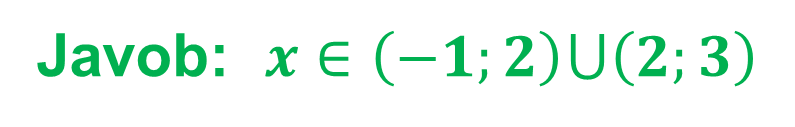 Javob: x ∈ (−1; 2)⋃(2; 3)